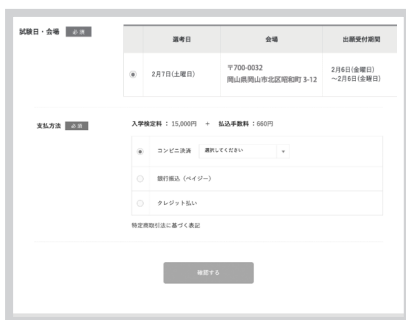 試験日・会場 必須
選考日 会場 出願受付期間
2月7日(土曜日)
〒700-0032
岡山県岡山市北区昭和町 3-12
2月6日(金曜日)
~2月6日(金曜日)
支払方法 必須
入学検定料: 15,000円 + 払込手数料:660円
コンビニ決済 選択してください
銀行振込(ペイジー)
クレジット払い
特定商取引法に基づく表記
確認する